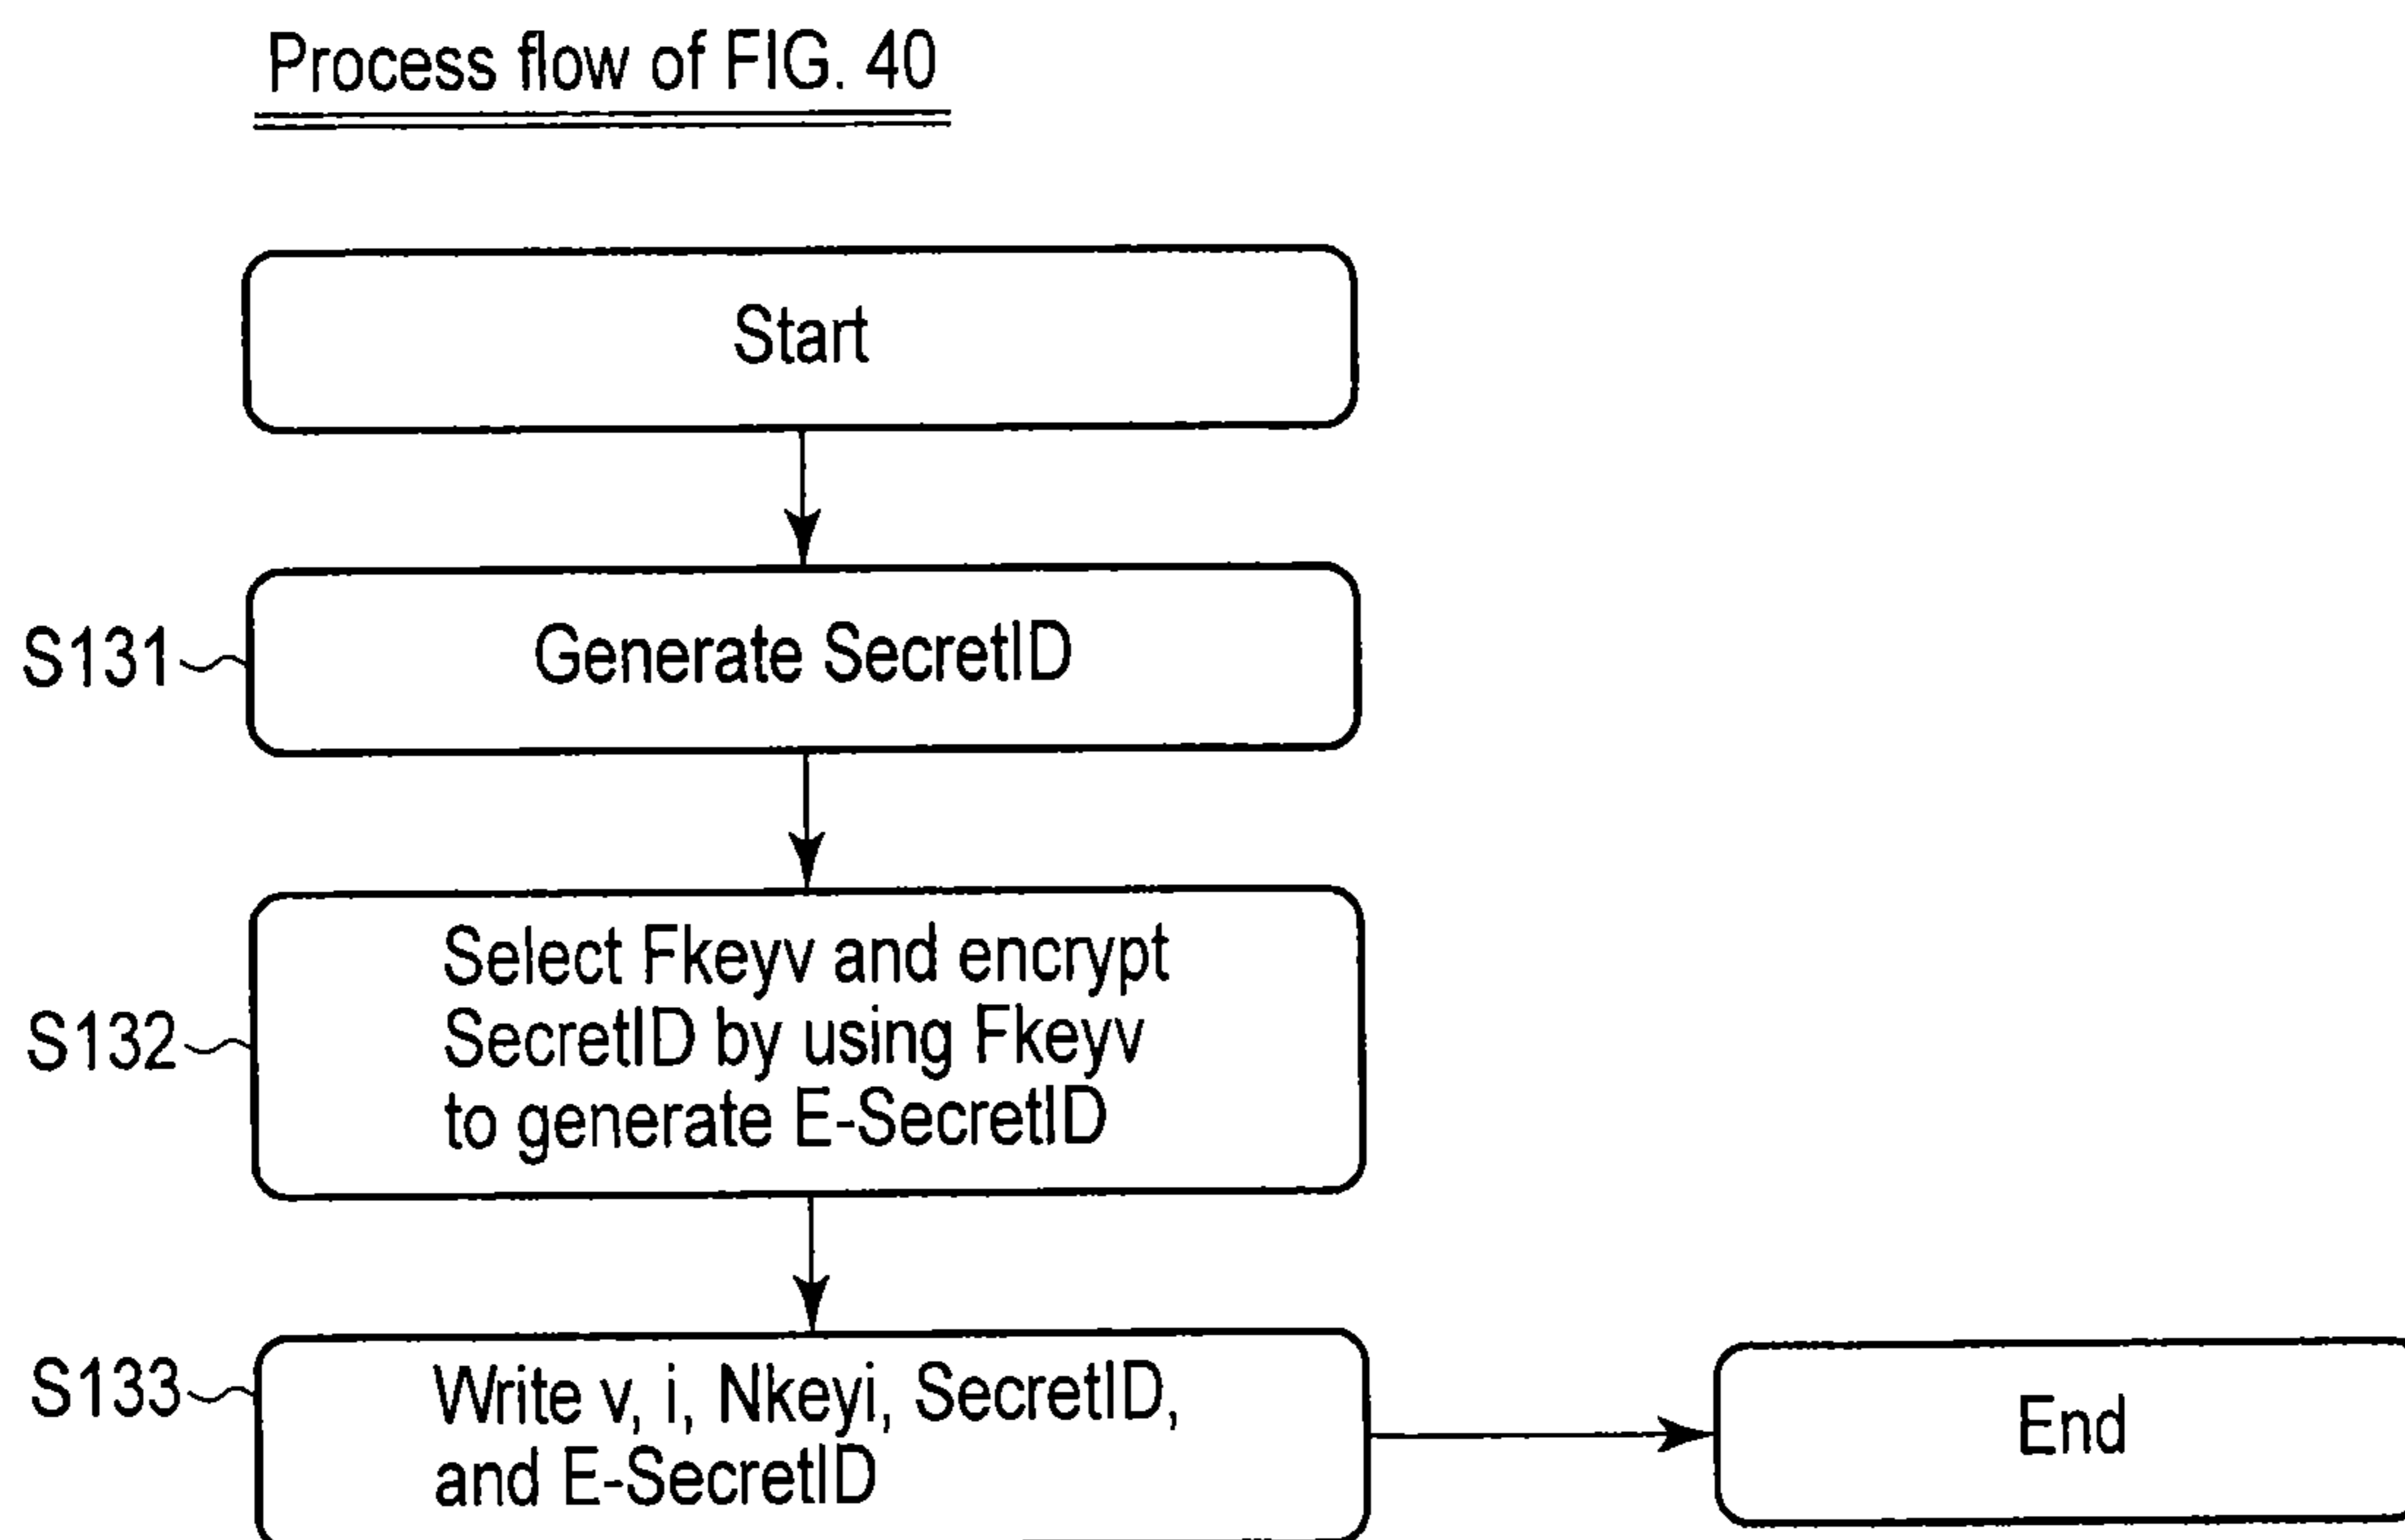 Process flow of FIG. 40
Start
S131
Generate SecretID
S132
Select Fkeyv and encrypt
SecretID by using Fkeyv
to generate E-SecretID
S133
Write v, i, Nkeyi, SecretID,
and E-SecretID
End